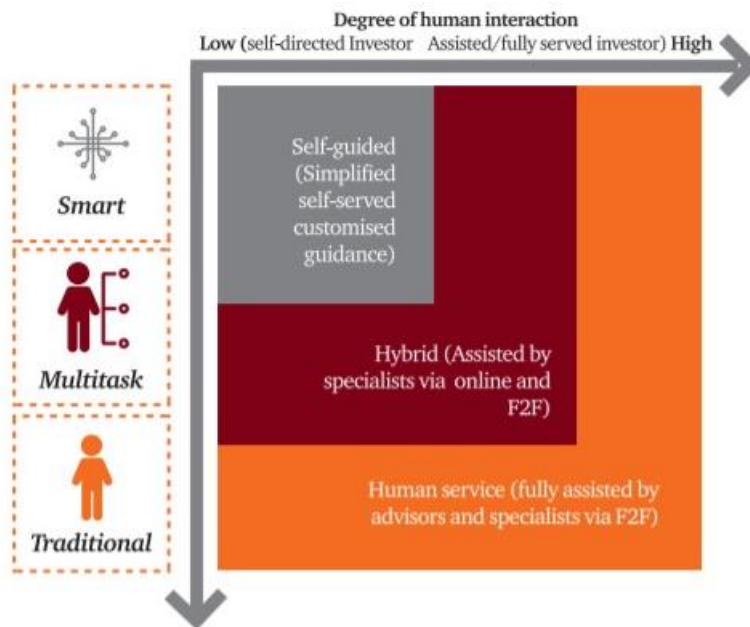 Degree of human interaction
Low (self-directed Investor Assisted/fully served investor) High
Smart
Self-guided
(Simplified
self-served
customised
guidance)
Multitask
Hybrid (Assisted by
specialists via online and
F2F)
Traditional
Human service (fully assisted by
advisors and specialists via F2F)